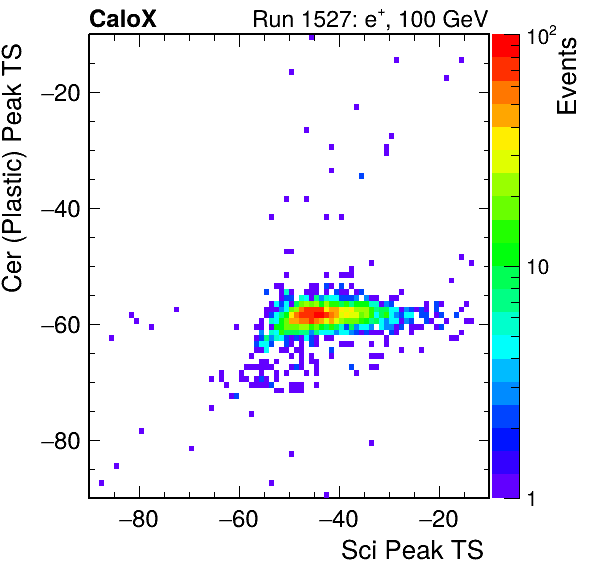 CaloX Run 1527: e⁺, 100 GeV
Cer (Plastic) Peak TS
−20
−40
−60
−80
−80 −60 −40 −20
Sci Peak TS
10²
10
1
Events